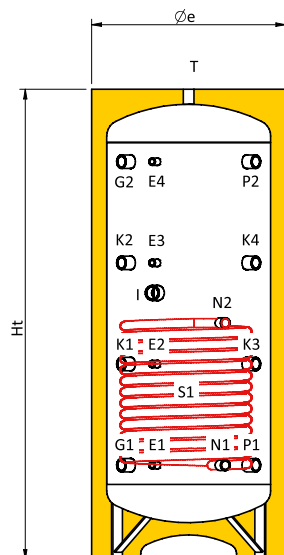 Øe
T
G2 E4 P2
K2 E3 K4
I
N2
K1 E2 K3
S1
G1 E1 N1 P1
Ht